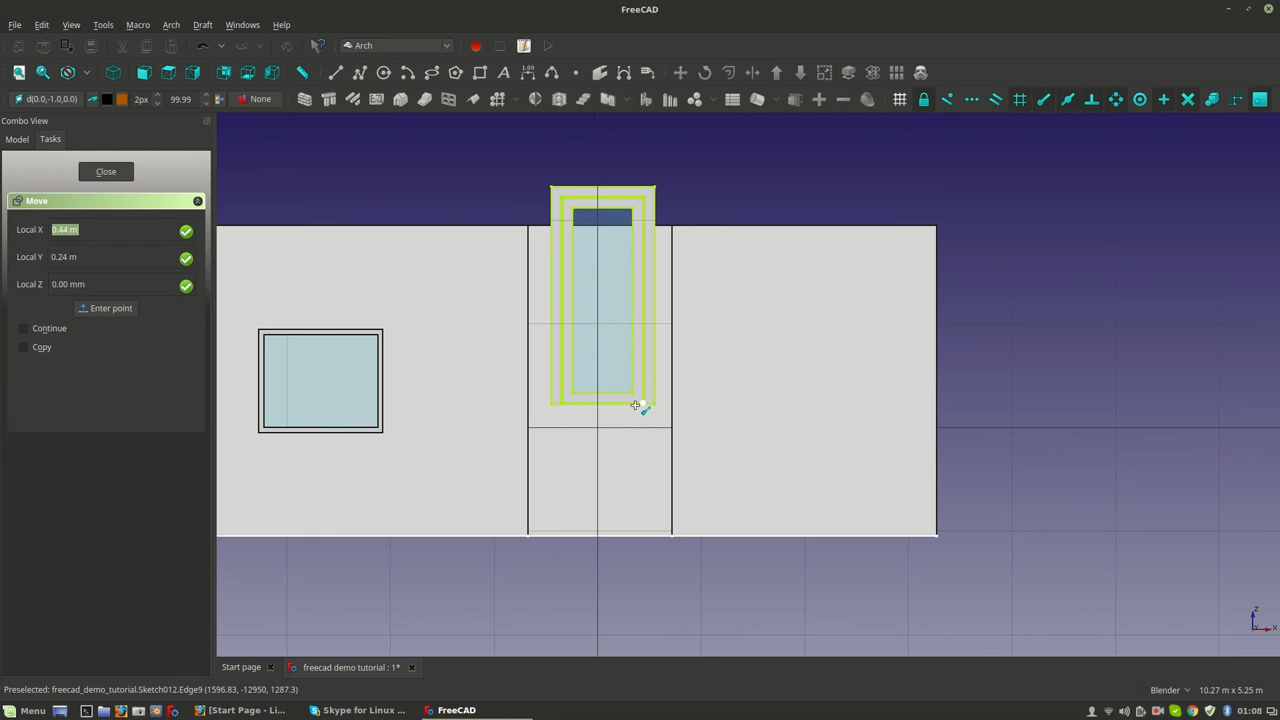 FreeCAD
File Edit View Tools Macro Arch Draft Windows Help
Arch
d(0.0,-1.0,0.0) 2px 99.99 None
Combo View
Model Tasks
Close
Move
Local X 0.44 m
Local Y 0.24 m
Local Z 0.00 mm
Enter point
Continue
Copy
Z
X
Start page freecad demo tutorial : 1*
Preselected: freecad_demo_tutorial.Sketch012.Edge9 (1596.83, -12950, 1287.3) Blender 10.27 m x 5.25 m
Menu [Start Page - Li... Skype for Linux ... FreeCAD 01:08